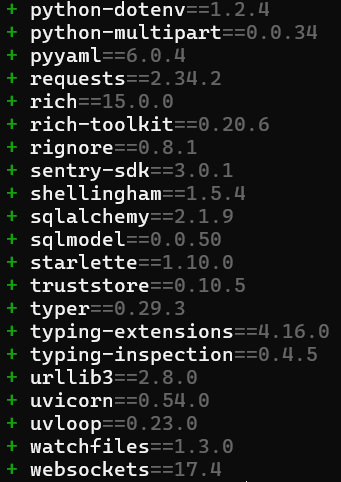 + python-dotenv==1.2.4
+ python-multipart==0.0.34
+ pyyaml==6.0.4
+ requests==2.34.2
+ rich==15.0.0
+ rich-toolkit==0.20.6
+ rignore==0.8.1
+ sentry-sdk==3.0.1
+ shellingham==1.5.4
+ sqlalchemy==2.1.9
+ sqlmodel==0.0.50
+ starlette==1.10.0
+ truststore==0.10.5
+ typer==0.29.3
+ typing-extensions==4.16.0
+ typing-inspection==0.4.5
+ urllib3==2.8.0
+ uvicorn==0.54.0
+ uvloop==0.23.0
+ watchfiles==1.3.0
+ websockets==17.4